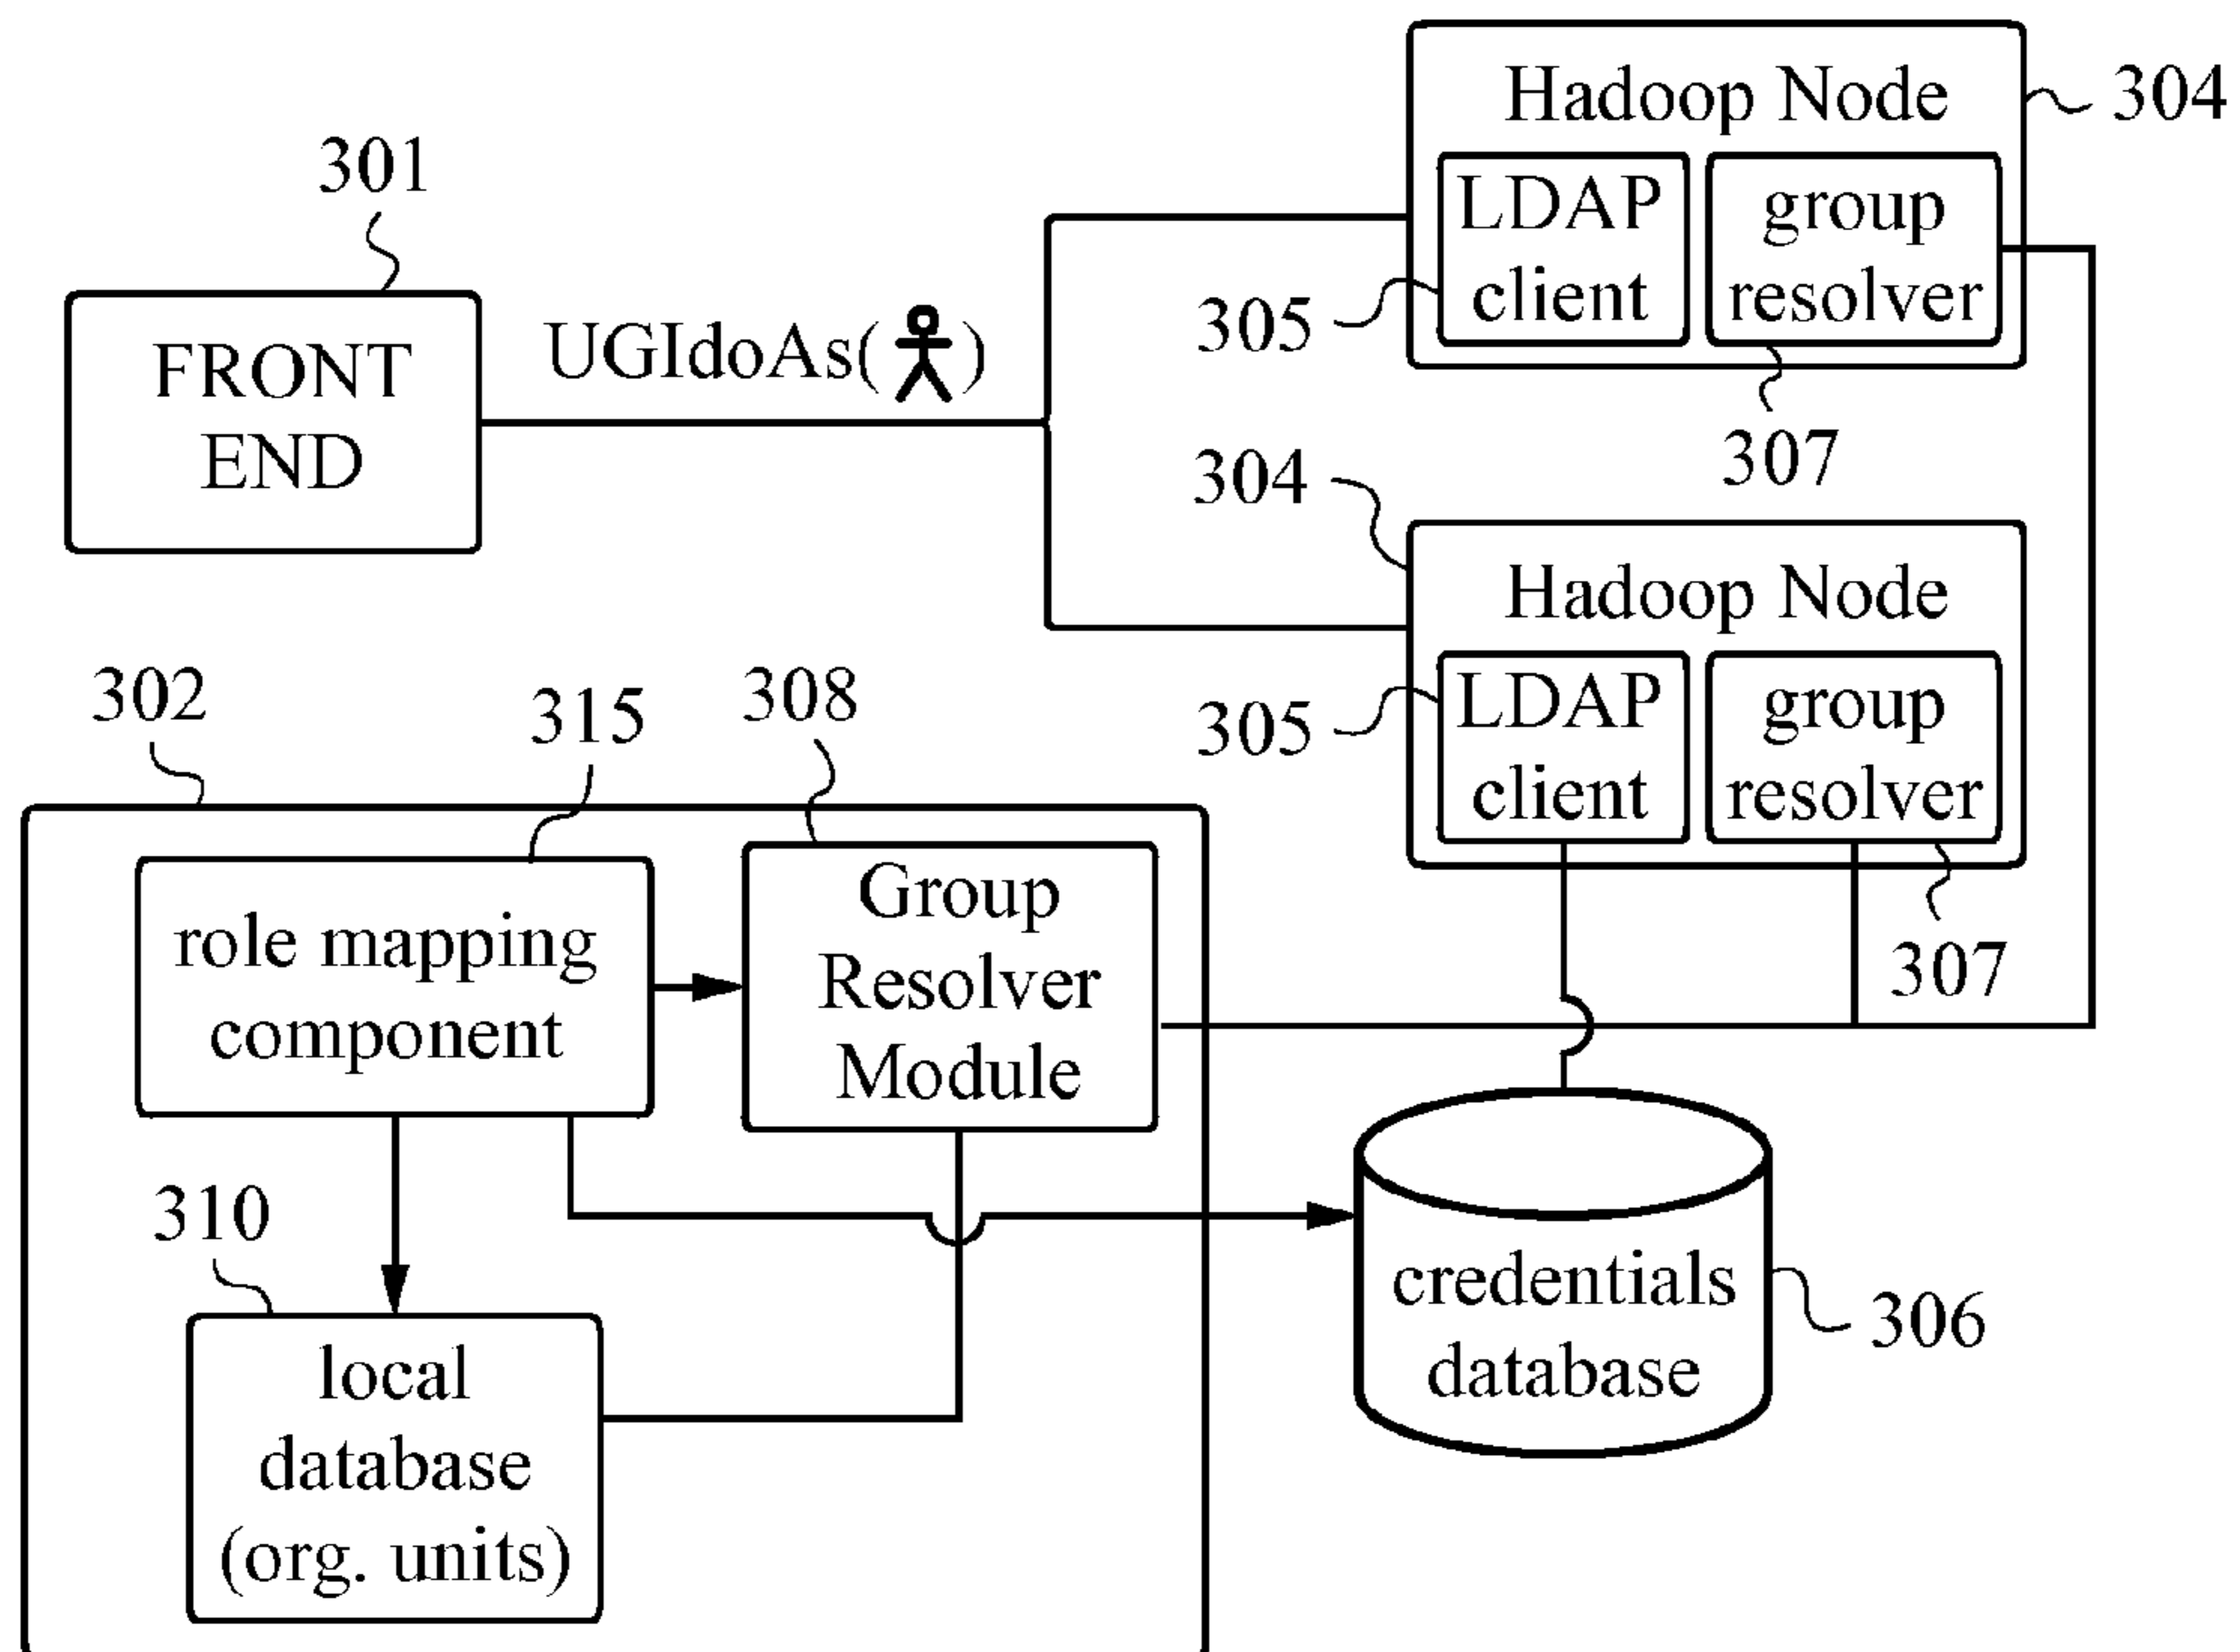 Hadoop Node
304
LDAP
client
group
resolver
305
307
301
FRONT
END
UGIdoAs( )
304
Hadoop Node
LDAP
client
group
resolver
305
307
302
315
308
role mapping
component
Group
Resolver
Module
310
local
database
(org. units)
credentials
database
306